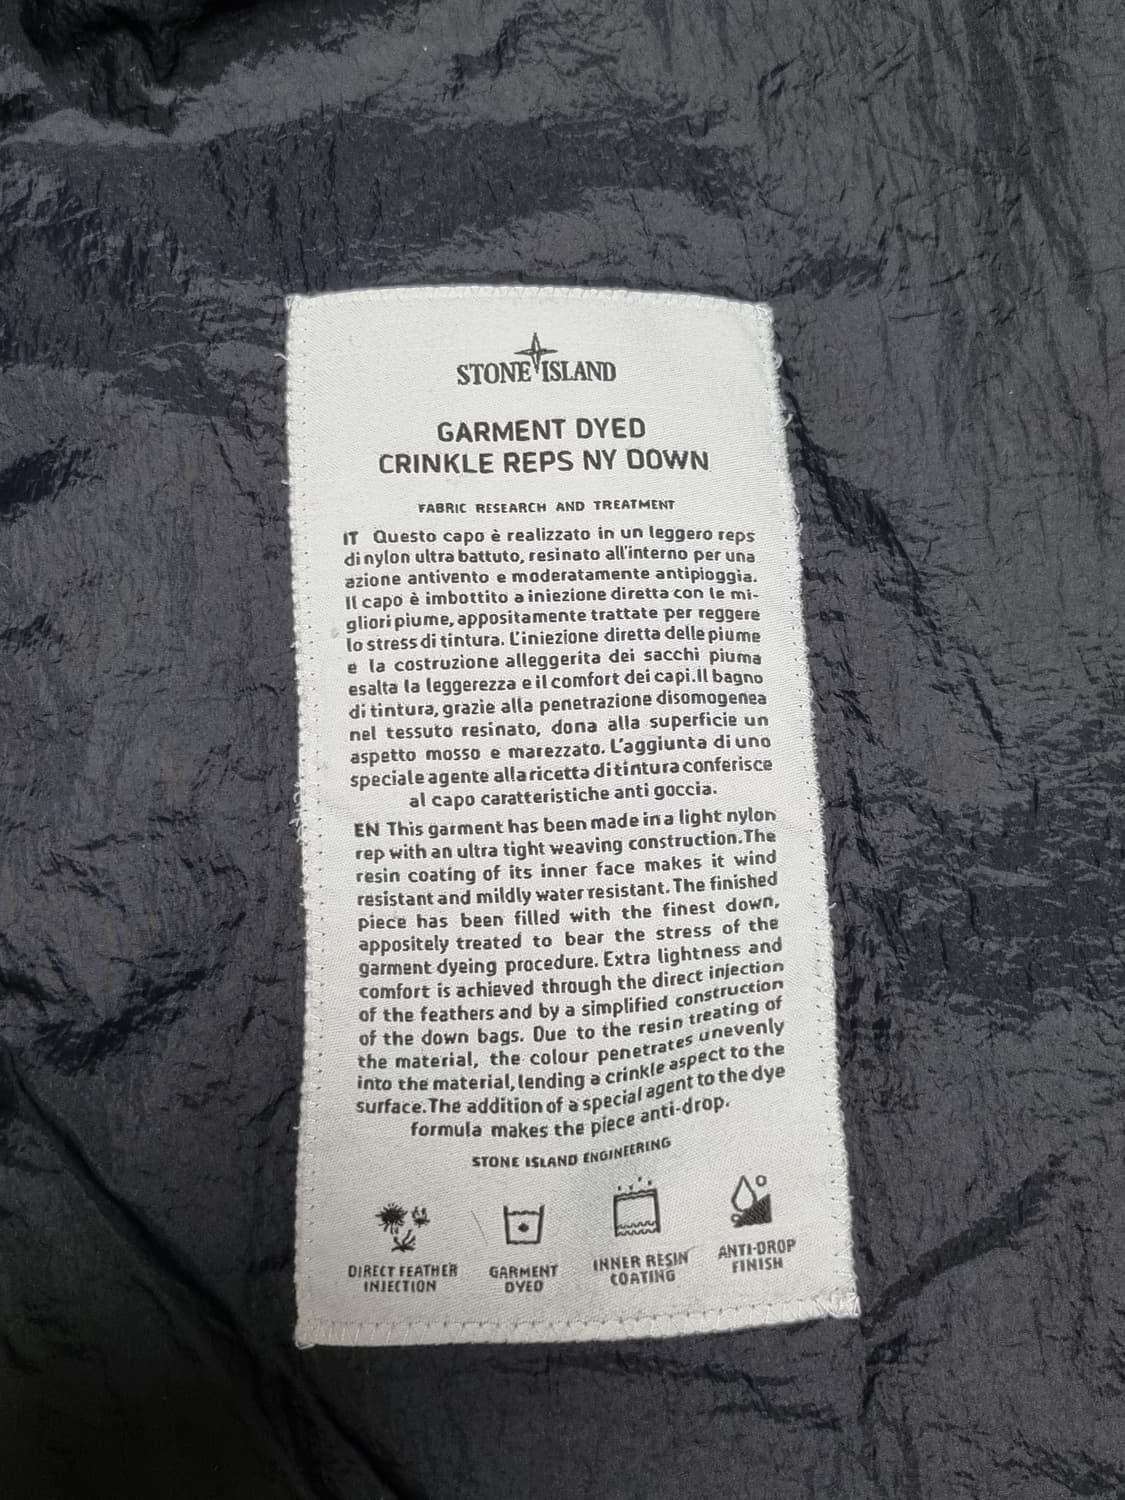 STONE ISLAND
GARMENT DYED
CRINKLE REPS NY DOWN
FABRIC RESEARCH AND TREATMENT
IT Questo capo è realizzato in un leggero reps
di nylon ultra battuto, resinato all'interno per una
azione antivento e moderatamente antipioggia.
Il capo è imbottito a iniezione diretta con le mi-
gliori piume, appositamente trattate per reggere
lo stress di tintura. L'iniezione diretta delle piume
e la costruzione alleggerita dei sacchi piuma
esalta la leggerezza e il comfort dei capi. Il bagno
di tintura, grazie alla penetrazione disomogenea
nel tessuto resinato, dona alla superficie un
aspetto mosso e marezzato. L'aggiunta di uno
speciale agente alla ricetta di tintura conferisce
al capo caratteristiche anti goccia.
EN This garment has been made in a light nylon
rep with an ultra tight weaving construction. The
resin coating of its inner face makes it wind
resistant and mildly water resistant. The finished
piece has been filled with the finest down,
appositely treated to bear the stress of the
garment dyeing procedure. Extra lightness and
comfort is achieved through the direct injection
of the feathers and by a simplified construction
of the down bags. Due to the resin treating of
the material, the colour penetrates unevenly
into the material, lending a crinkle aspect to the
surface. The addition of a special agent to the dye
formula makes the piece anti-drop.
STONE ISLAND ENGINEERING
DIRECT FEATHER
INJECTION
GARMENT
DYED
INNER RESIN
COATING
ANTI-DROP
FINISH